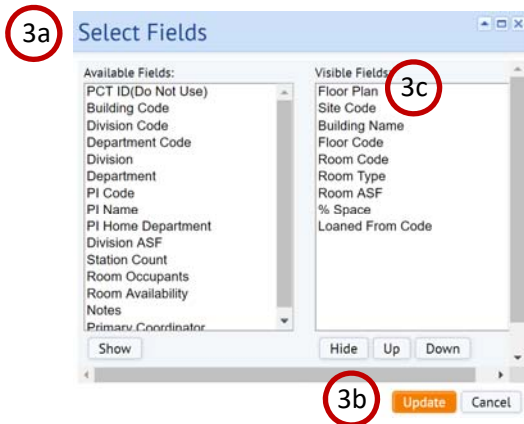 3a
Select Fields
Available Fields:
PCT ID(Do Not Use)
Building Code
Division Code
Department Code
Division
Department
PI Code
PI Name
PI Home Department
Division ASF
Station Count
Room Occupants
Room Availability
Notes
Primary Coordinator
Show
Visible Fields
3c
Floor Plan
Site Code
Building Name
Floor Code
Room Code
Room Type
Room ASF
% Space
Loaned From Code
Hide Up Down
3b
Update Cancel